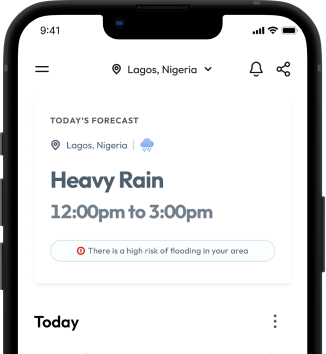 9:41
Lagos, Nigeria
TODAY'S FORECAST
Lagos, Nigeria
Heavy Rain
12:00pm to 3:00pm
There is a high risk of flooding in your area
Today